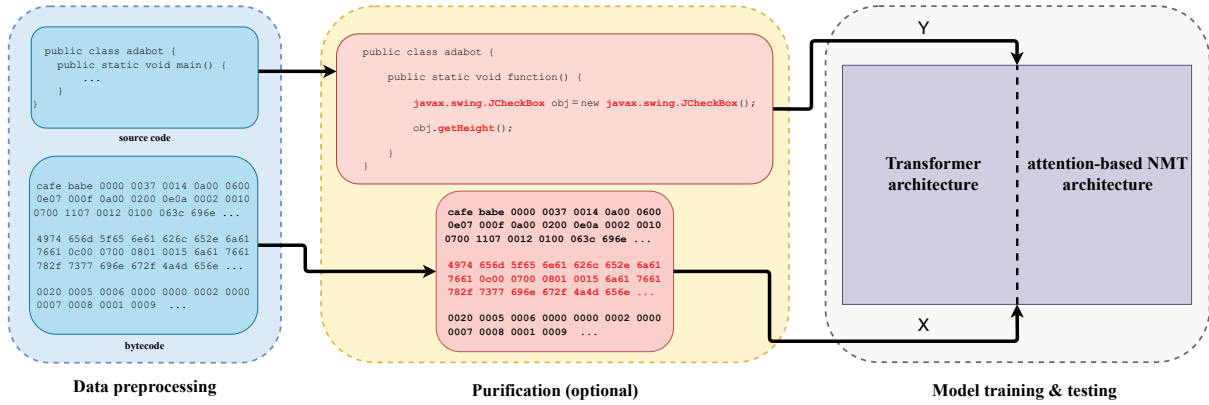 public class adabot {
public static void main() {
...
}
}
source code
cafe babe 0000 0037 0014 0a00 0600
0e07 000f 0a00 0200 0e0a 0002 0010
0700 1107 0012 0100 063c 696e ...
4974 656d 5f65 6e61 626c 652e 6a61
7661 0c00 0700 0801 0015 6a61 7661
782f 7377 696e 672f 4a4d 656e ...
0020 0005 0006 0000 0000 0002 0000
0007 0008 0001 0009 ...
bytecode
Data preprocessing
public class adabot {
public static void function() {
javax.swing.JCheckBox obj=new javax.swing.JCheckBox();
obj.getHeight();
}
}
cafe babe 0000 0037 0014 0a00 0600
0e07 000f 0a00 0200 0e0a 0002 0010
0700 1107 0012 0100 063c 696e ...
4974 656d 5f65 6e61 626c 652e 6a61
7661 0c00 0700 0801 0015 6a61 7661
782f 7377 696e 672f 4a4d 656e ...
0020 0005 0006 0000 0000 0002 0000
0007 0008 0001 0009 ...
Purification (optional)
Y
Transformer
architecture
attention-based NMT
architecture
X
Model training & testing